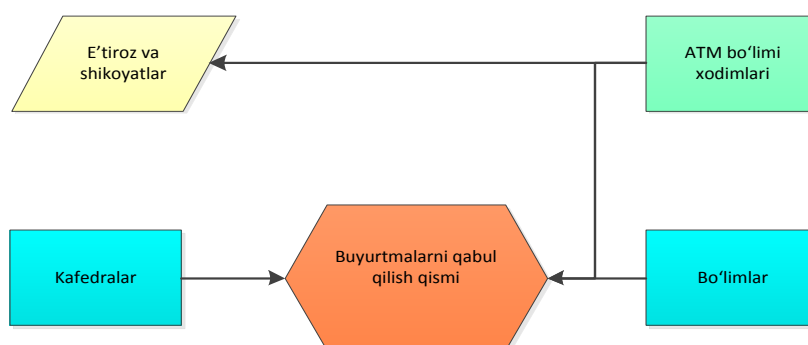 E’tiroz va
shikoyatlar
ATM bo‘limi
xodimlari
Kafedralar
Buyurtmalarni qabul
qilish qismi
Bo‘limlar